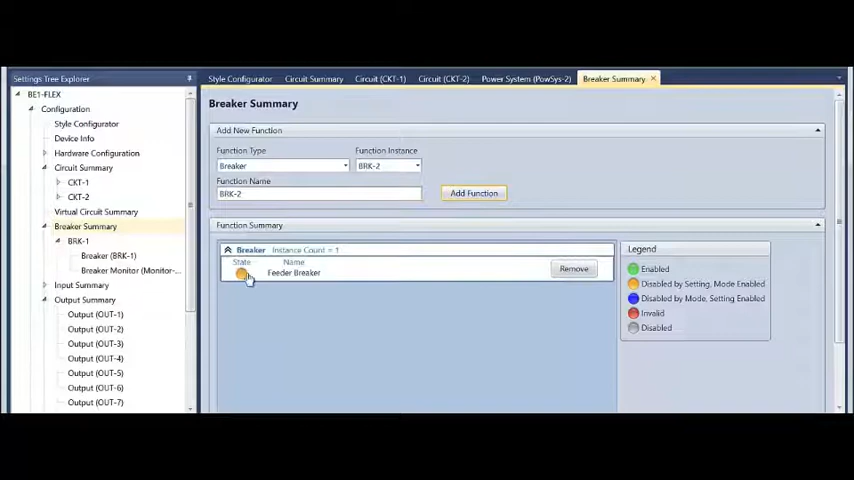 Settings Tree Explorer
BE1-FLEX
Configuration
Style Configurator
Device Info
Hardware Configuration
Circuit Summary
CKT-1
CKT-2
Virtual Circuit Summary
Breaker Summary
BRK-1
Breaker (BRK-1)
Breaker Monitor (Monitor-...
Input Summary
Output Summary
Output (OUT-1)
Output (OUT-2)
Output (OUT-3)
Output (OUT-4)
Output (OUT-5)
Output (OUT-6)
Output (OUT-7)
Style Configurator Circuit Summary Circuit (CKT-1) Circuit (CKT-2) Power System (PowSys-2) Breaker Summary
Breaker Summary
Add New Function
Function Type Function Instance
Breaker BRK-2
Function Name
BRK-2 Add Function
Function Summary
Breaker Instance Count = 1
State Name
Feeder Breaker Remove
Legend
Enabled
Disabled by Setting, Mode Enabled
Disabled by Mode, Setting Enabled
Invalid
Disabled